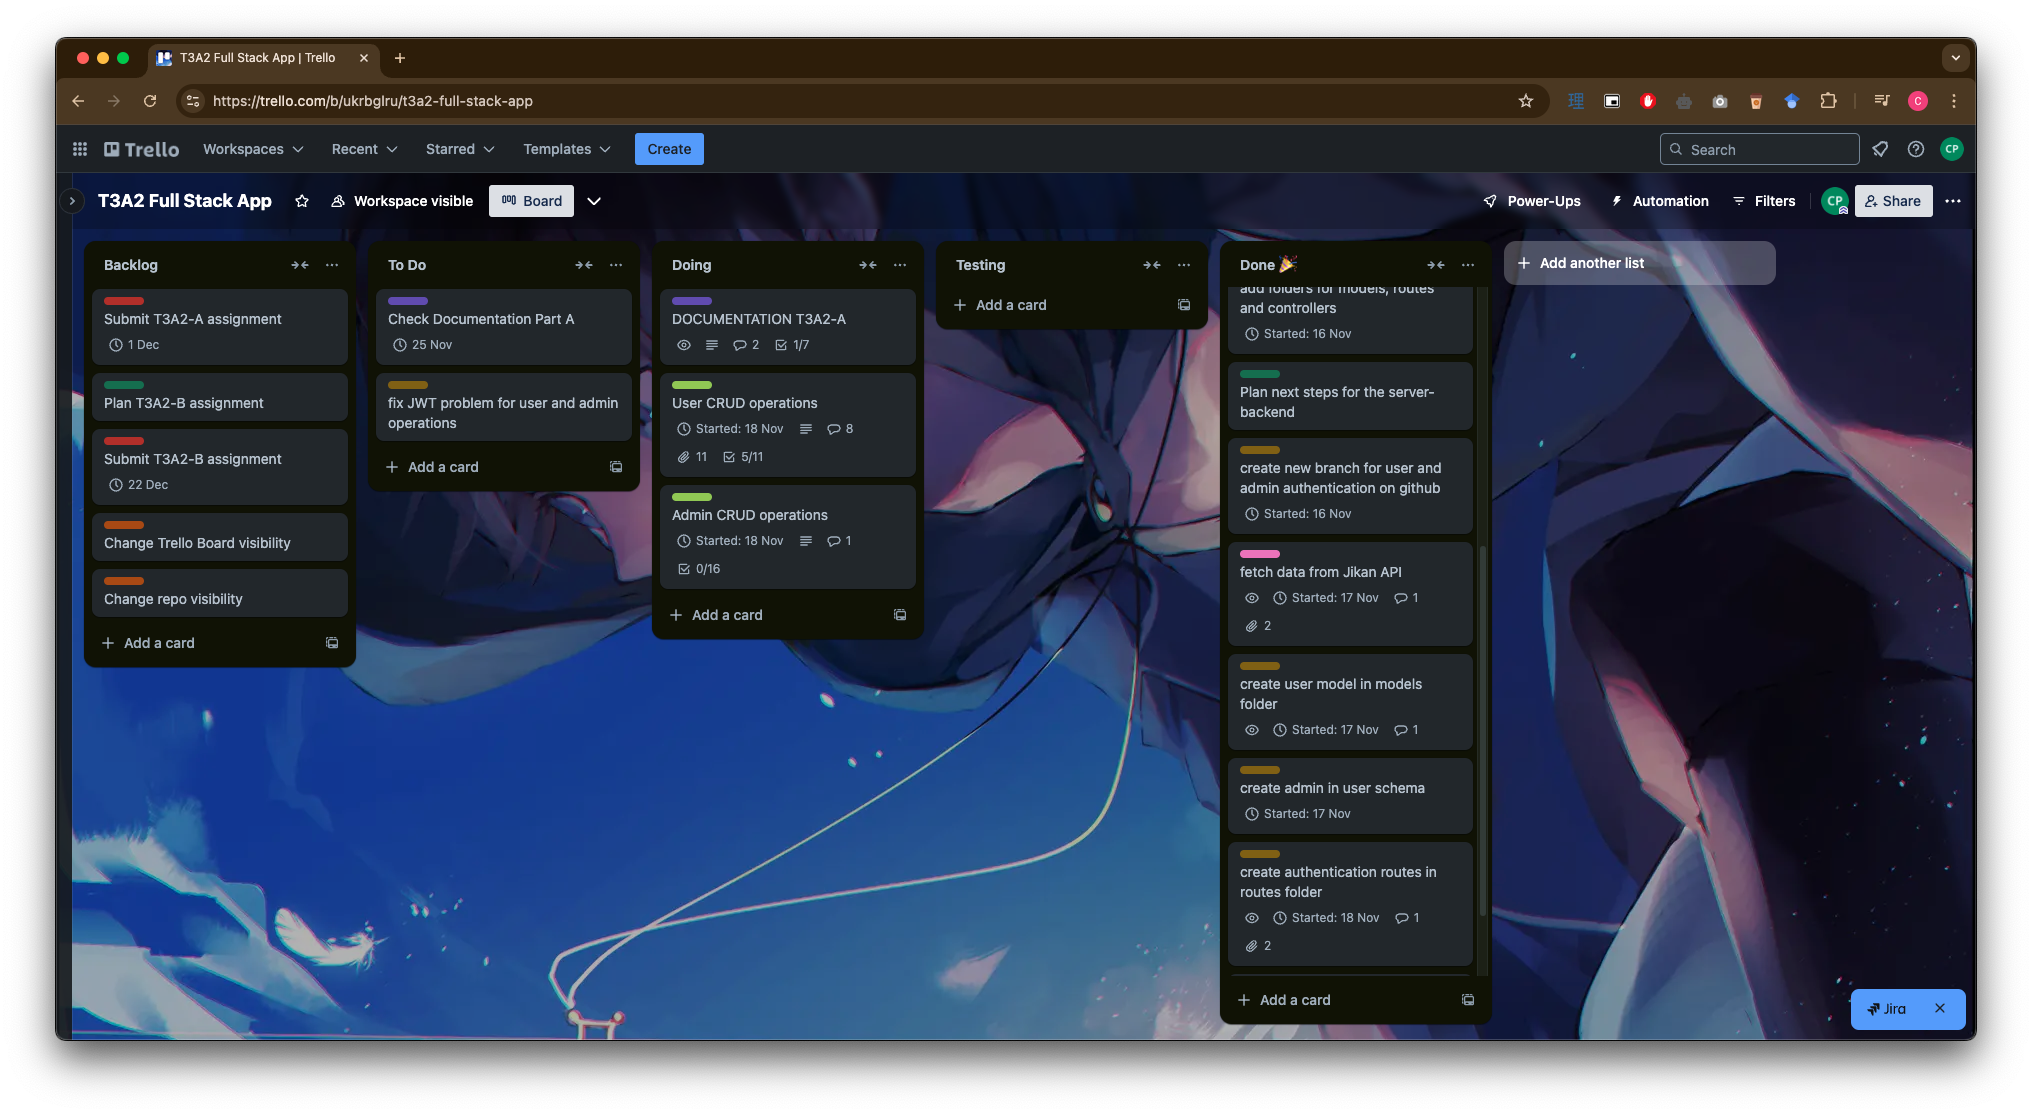 T3A2 Full Stack App | Trello
https://trello.com/b/ukrbglru/t3a2-full-stack-app
理
C
Trello
Workspaces
Recent
Starred
Templates
Create
Search
CP
T3A2 Full Stack App
Workspace visible
Board
Power-Ups
Automation
Filters
CP
Share
Backlog
Submit T3A2-A assignment
1 Dec
Plan T3A2-B assignment
Submit T3A2-B assignment
22 Dec
Change Trello Board visibility
Change repo visibility
Add a card
To Do
Check Documentation Part A
25 Nov
fix JWT problem for user and admin
operations
Add a card
Doing
DOCUMENTATION T3A2-A
2 1/7
User CRUD operations
Started: 18 Nov 8
11 5/11
Admin CRUD operations
Started: 18 Nov 1
0/16
Add a card
Testing
Add a card
Done 🎉
add folders for models, routes
and controllers
Started: 16 Nov
Plan next steps for the server-
backend
create new branch for user and
admin authentication on github
Started: 16 Nov
fetch data from Jikan API
Started: 17 Nov 1
2
create user model in models
folder
Started: 17 Nov 1
create admin in user schema
Started: 17 Nov
create authentication routes in
routes folder
Started: 18 Nov 1
2
Add a card
Add another list
Jira